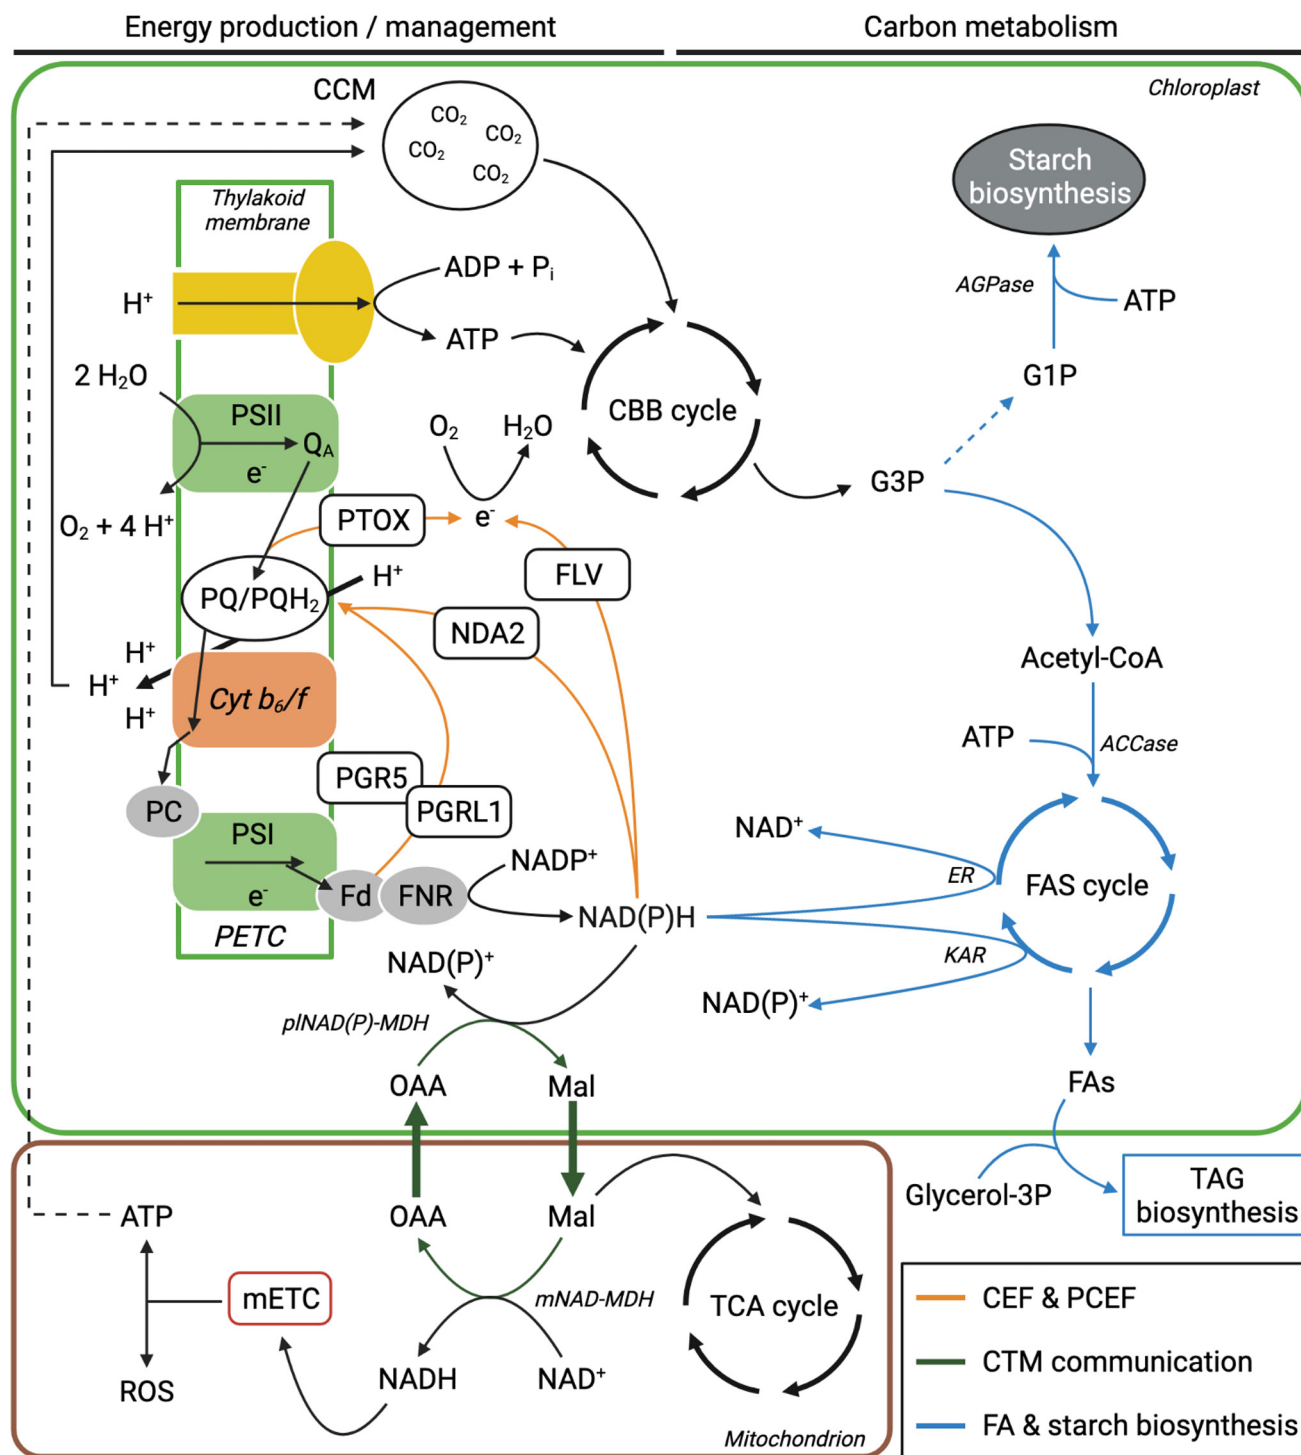 Energy production / management
Carbon metabolism
Chloroplast
CCM
CO₂
CO₂
CO₂
CO₂
Starch
biosynthesis
Thylakoid
membrane
ADP + Pᵢ
H⁺
ATP
AGPase
ATP
G1P
2 H₂O
CBB cycle
PSII
Q_A
e⁻
O₂
H₂O
G3P
O₂ + 4 H⁺
PTOX
e⁻
FLV
H⁺
PQ/PQH₂
NDA2
H⁺
H⁺
H⁺
Cyt b₆/f
Acetyl-CoA
ATP
ACCase
PGR5
PGRL1
PC
PSI
e⁻
Fd
FNR
NADP⁺
NAD(P)H
NAD⁺
ER
FAS cycle
KAR
NAD(P)⁺
PETC
NAD(P)⁺
plNAD(P)-MDH
OAA
Mal
FAs
Glycerol-3P
TAG
biosynthesis
ATP
OAA
Mal
mETC
mNAD-MDH
TCA cycle
ROS
NADH
NAD⁺
Mitochondrion
CEF & PCEF
CTM communication
FA & starch biosynthesis